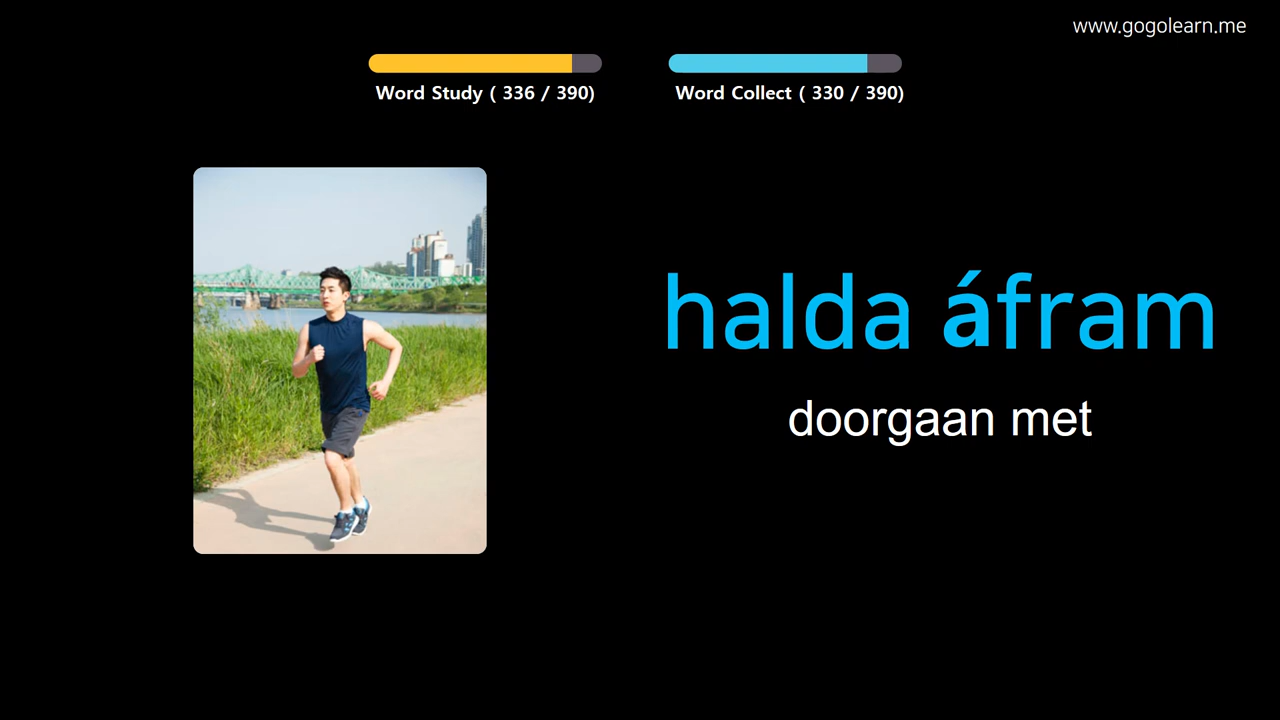 www.gogolearn.me
Word Study ( 336 / 390)
Word Collect ( 330 / 390)
halda áfram
doorgaan met